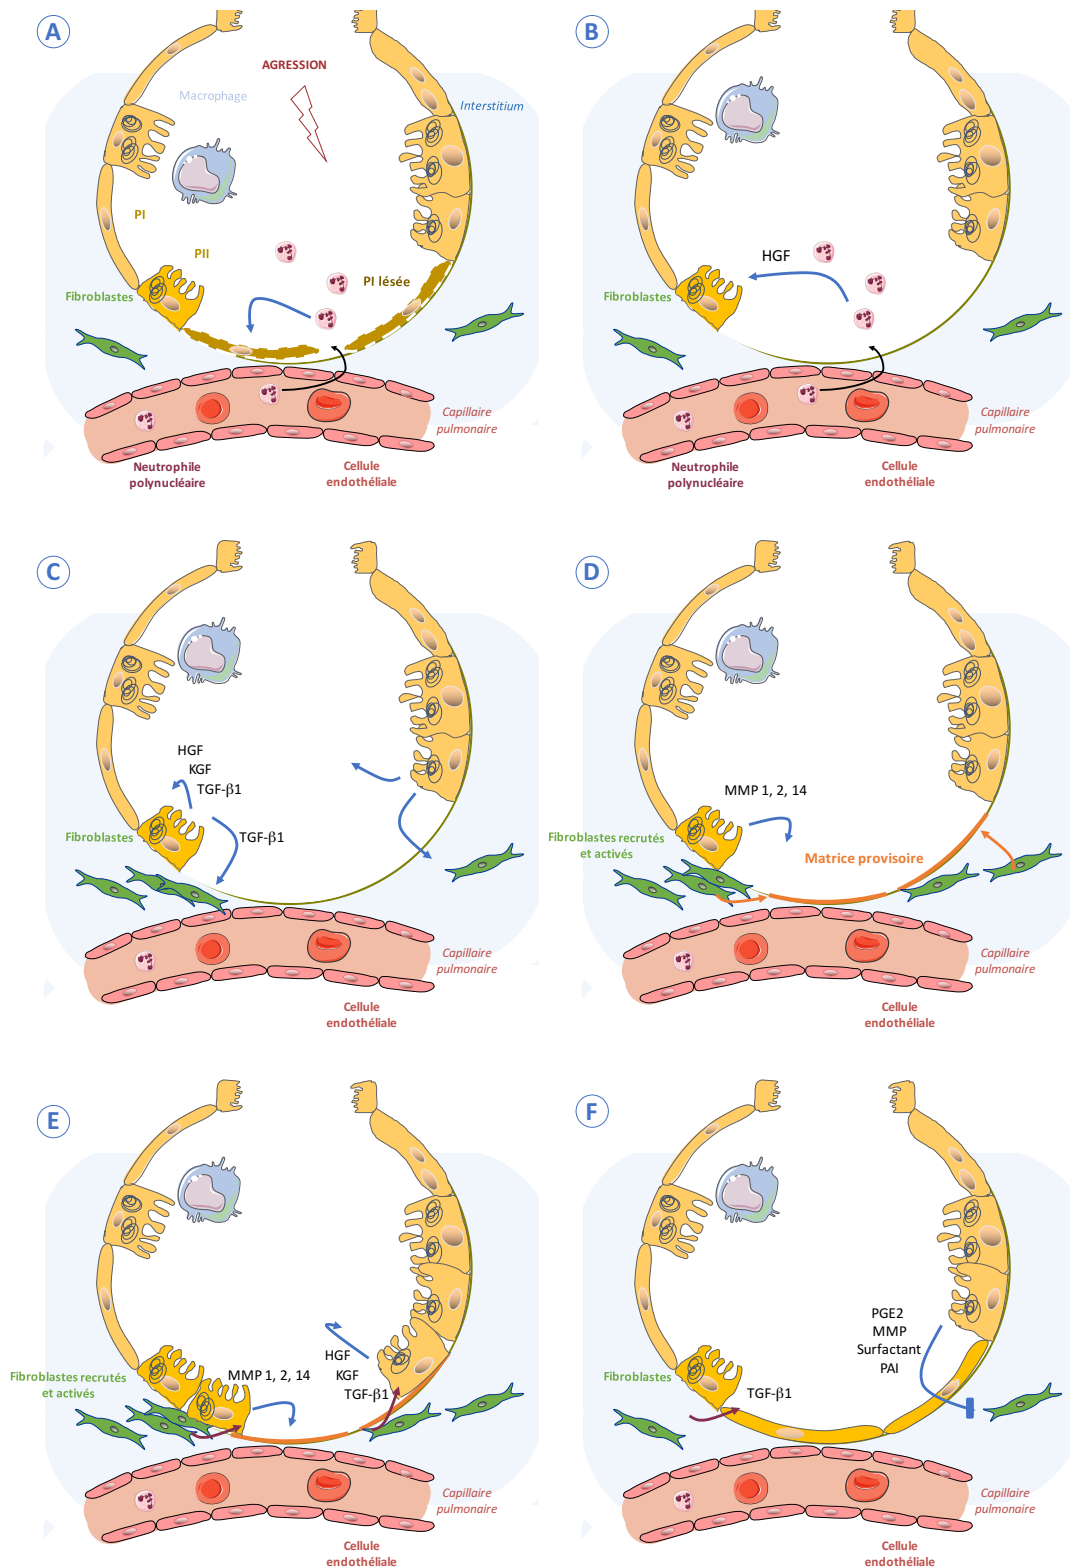 A
AGRESSION
Macrophage
Interstitium
PI
PII
PI lésée
Fibroblastes
Capillaire
pulmonaire
Neutrophile
polynucléaire
Cellule
endothéliale
B
HGF
Fibroblastes
Capillaire
pulmonaire
Neutrophile
polynucléaire
Cellule
endothéliale
C
HGF
KGF
TGF-β1
Fibroblastes
TGF-β1
Capillaire
pulmonaire
Cellule
endothéliale
D
MMP 1, 2, 14
Fibroblastes recrutés
et activés
Matrice provisoire
Capillaire
pulmonaire
Cellule
endothéliale
E
HGF
KGF
TGF-β1
MMP 1, 2, 14
Fibroblastes recrutés
et activés
Capillaire
pulmonaire
Cellule
endothéliale
F
PGE2
MMP
Surfactant
PAI
Fibroblastes
TGF-β1
Capillaire
pulmonaire
Cellule
endothéliale